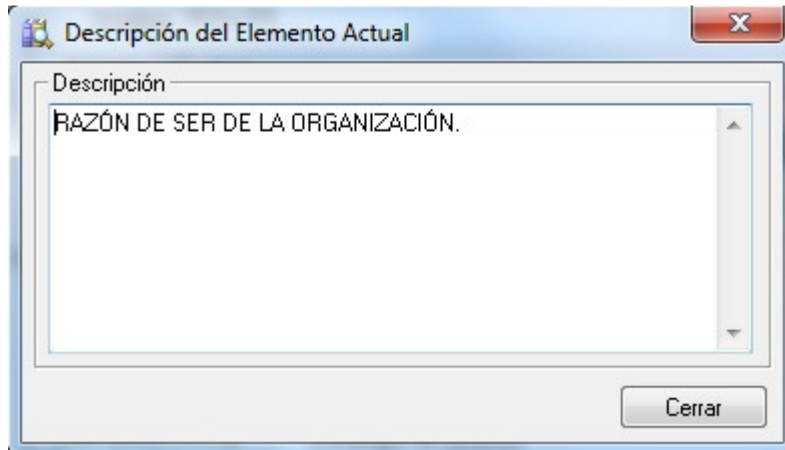 Descripción del Elemento Actual
Descripción
RAZÓN DE SER DE LA ORGANIZACIÓN.
Cerrar